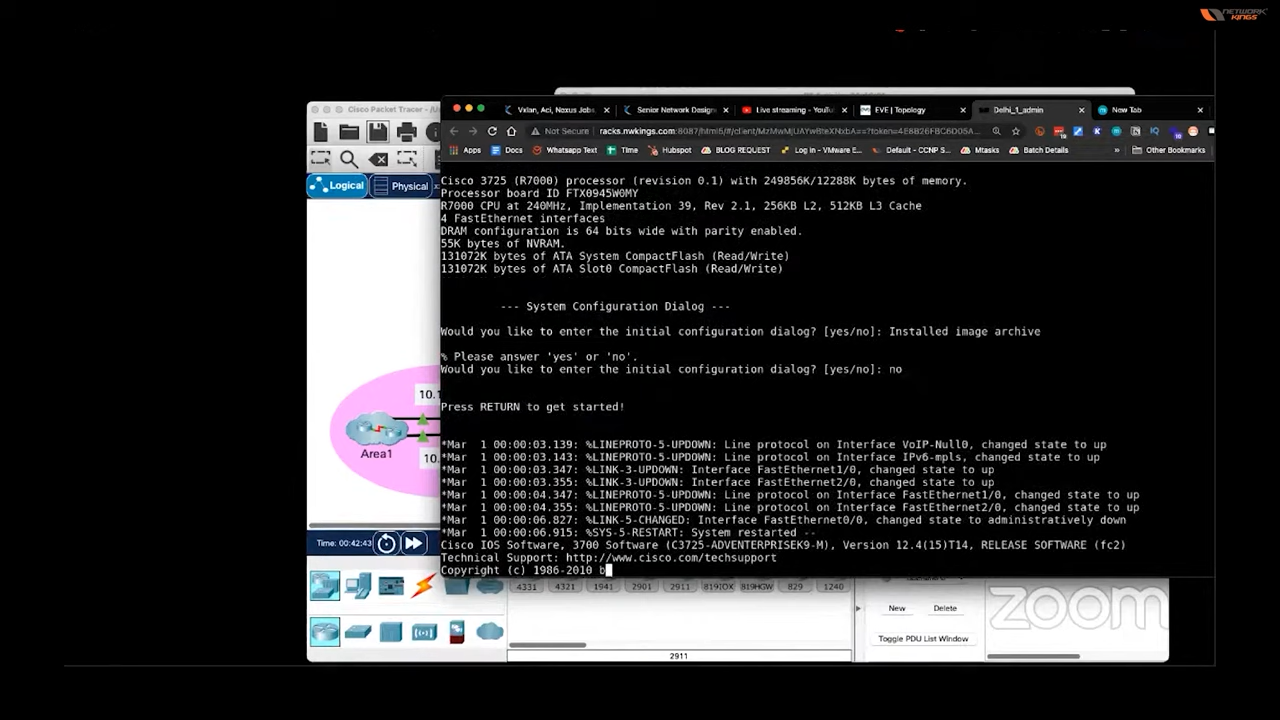 NETWORK KINGS
Cisco Packet Tracer
Vxlan, Aci, Nexus Jobs
Senior Network Designe
Live streaming - YouTu
EVE | Topology
Delhi_1_admin
New Tab
Not Secure
Apps
Docs
Whatsapp Text
Time
Hubspot
BLOG REQUEST
Log in – VMware E...
Default - CCNP S...
Mtasks
Batch Details
»
Other Bookmarks
Logical
Physical
Cisco 3725 (R7000) processor (revision 0.1) with 249856K/12288K bytes of memory.
Processor board ID FTX0945W0MY
R7000 CPU at 240MHz, Implementation 39, Rev 2.1, 256KB L2, 512KB L3 Cache
4 FastEthernet interfaces
DRAM configuration is 64 bits wide with parity enabled.
55K bytes of NVRAM.
131072K bytes of ATA System CompactFlash (Read/Write)
131072K bytes of ATA Slot0 CompactFlash (Read/Write)
--- System Configuration Dialog ---
Would you like to enter the initial configuration dialog? [yes/no]: Installed image archive
% Please answer 'yes' or 'no'.
Would you like to enter the initial configuration dialog? [yes/no]: no
10.1
Press RETURN to get started!
*Mar  1 00:00:03.139: %LINEPROTO-5-UPDOWN: Line protocol on Interface VoIP-Null0, changed state to up
Area1
10.
*Mar  1 00:00:03.143: %LINEPROTO-5-UPDOWN: Line protocol on Interface IPv6-mpls, changed state to up
*Mar  1 00:00:03.347: %LINK-3-UPDOWN: Interface FastEthernet1/0, changed state to up
*Mar  1 00:00:03.355: %LINK-3-UPDOWN: Interface FastEthernet2/0, changed state to up
*Mar  1 00:00:04.347: %LINEPROTO-5-UPDOWN: Line protocol on Interface FastEthernet1/0, changed state to up
*Mar  1 00:00:04.355: %LINEPROTO-5-UPDOWN: Line protocol on Interface FastEthernet2/0, changed state to up
*Mar  1 00:00:06.827: %LINK-5-CHANGED: Interface FastEthernet0/0, changed state to administratively down
*Mar  1 00:00:06.915: %SYS-5-RESTART: System restarted --
Cisco IOS Software, 3700 Software (C3725-ADVENTERPRISEK9-M), Version 12.4(15)T14, RELEASE SOFTWARE (fc2)
Technical Support: http://www.cisco.com/techsupport
Copyright (c) 1986-2010 b
Time: 00:42:43
4331 4321 1941 2901 2911 819IOX 819HGW 829 1240
New
Delete
zoom
Toggle PDU List Window
2911